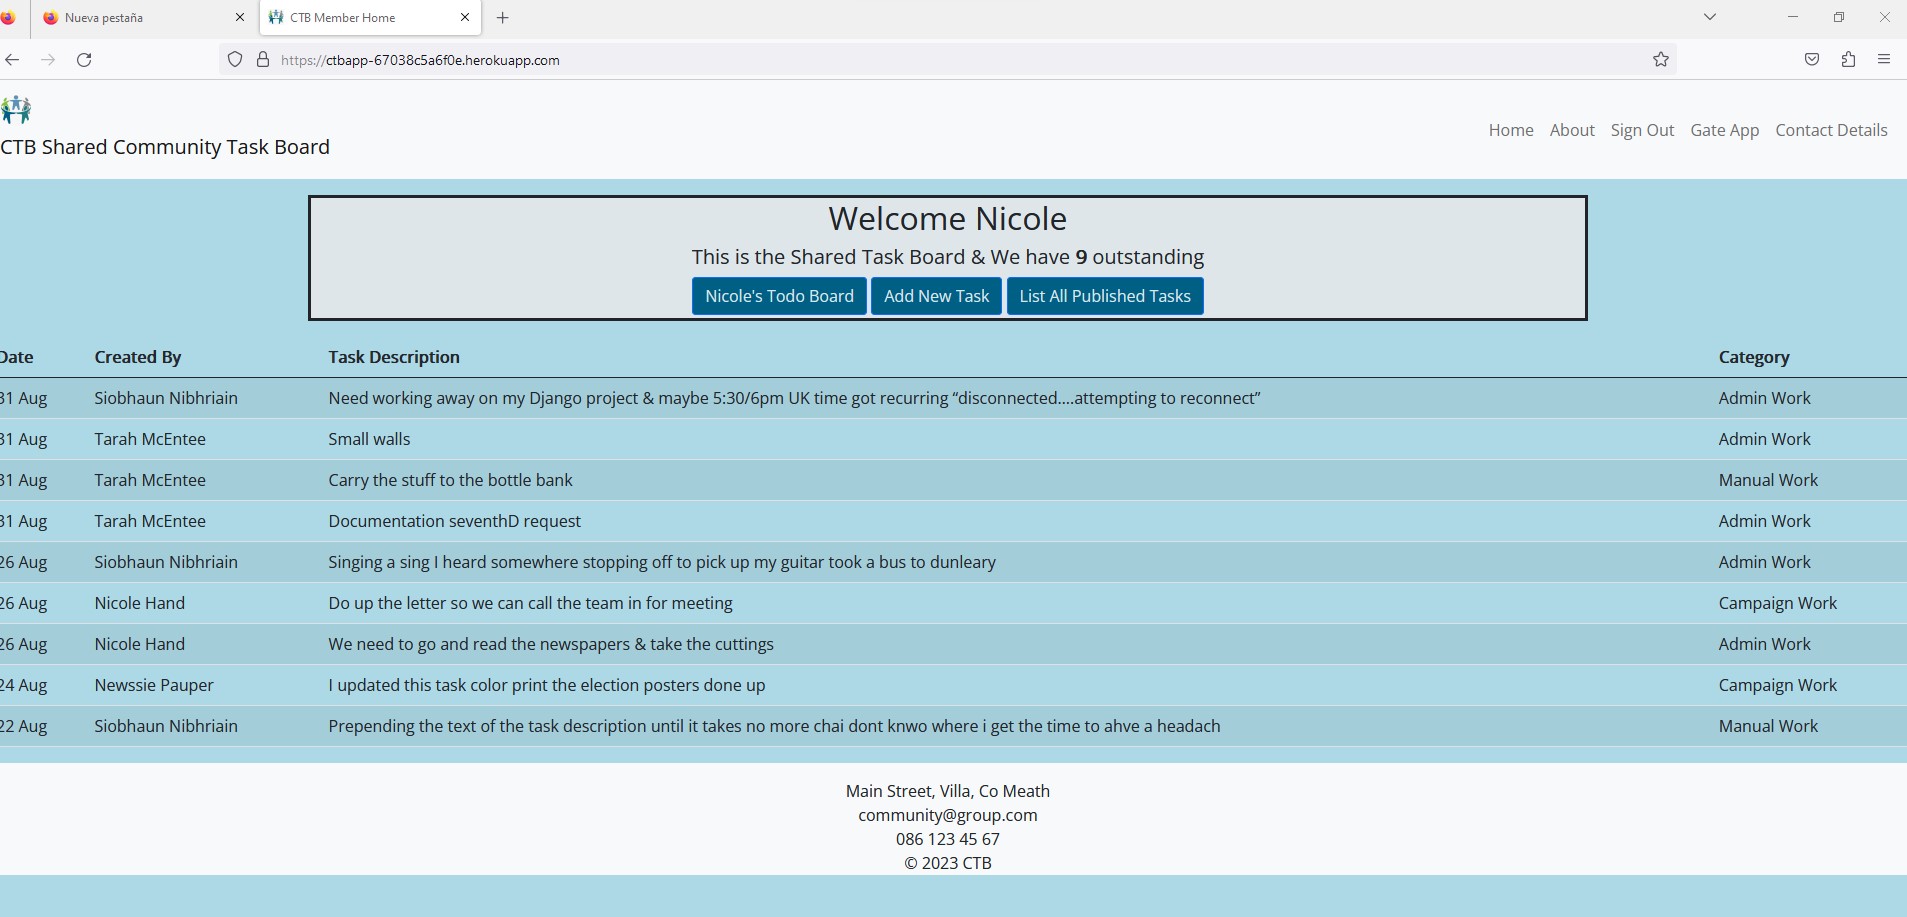 Nueva pestaña
CTB Member Home
https://ctbapp-67038c5a6f0e.herokuapp.com
CTB Shared Community Task Board
Home About Sign Out Gate App Contact Details
Welcome Nicole
This is the Shared Task Board & We have 9 outstanding
Nicole's Todo Board Add New Task List All Published Tasks
Date Created By Task Description Category
31 Aug Siobhaun Nibhriain Need working away on my Django project & maybe 5:30/6pm UK time got recurring “disconnected....attempting to reconnect” Admin Work
31 Aug Tarah McEntee Small walls Admin Work
31 Aug Tarah McEntee Carry the stuff to the bottle bank Manual Work
31 Aug Tarah McEntee Documentation seventhD request Admin Work
26 Aug Siobhaun Nibhriain Singing a sing I heard somewhere stopping off to pick up my guitar took a bus to dunleary Admin Work
26 Aug Nicole Hand Do up the letter so we can call the team in for meeting Campaign Work
26 Aug Nicole Hand We need to go and read the newspapers & take the cuttings Admin Work
24 Aug Newssie Pauper I updated this task color print the election posters done up Campaign Work
22 Aug Siobhaun Nibhriain Prepending the text of the task description until it takes no more chai dont knwo where i get the time to ahve a headach Manual Work
Main Street, Villa, Co Meath
community@group.com
086 123 45 67
© 2023 CTB